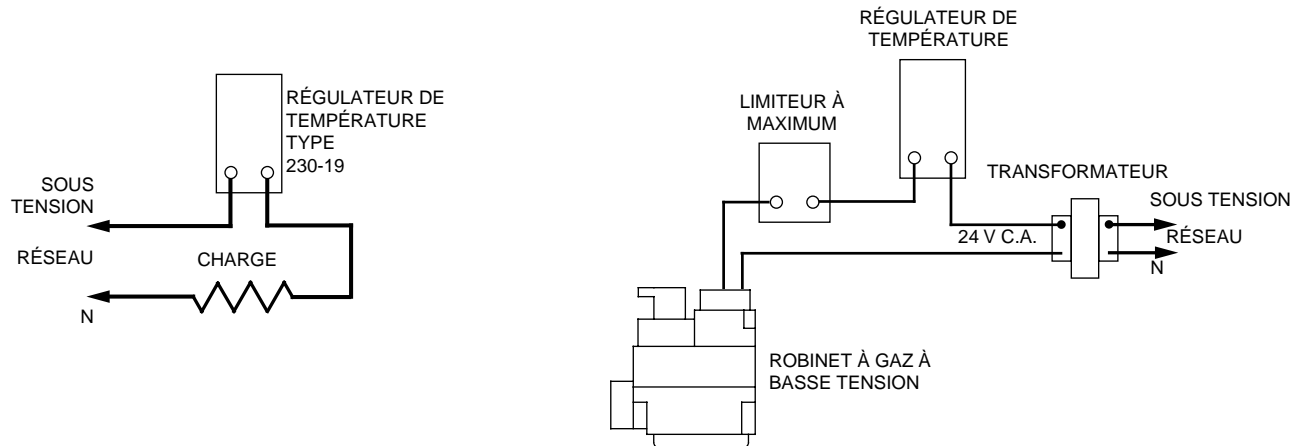 RÉGULATEUR DE
TEMPÉRATURE
TYPE
230-19
SOUS
TENSION
RÉSEAU
CHARGE
N
RÉGULATEUR DE
TEMPÉRATURE
LIMITEUR À
MAXIMUM
TRANSFORMATEUR
SOUS TENSION
24 V C.A.
RÉSEAU
N
ROBINET À GAZ À
BASSE TENSION